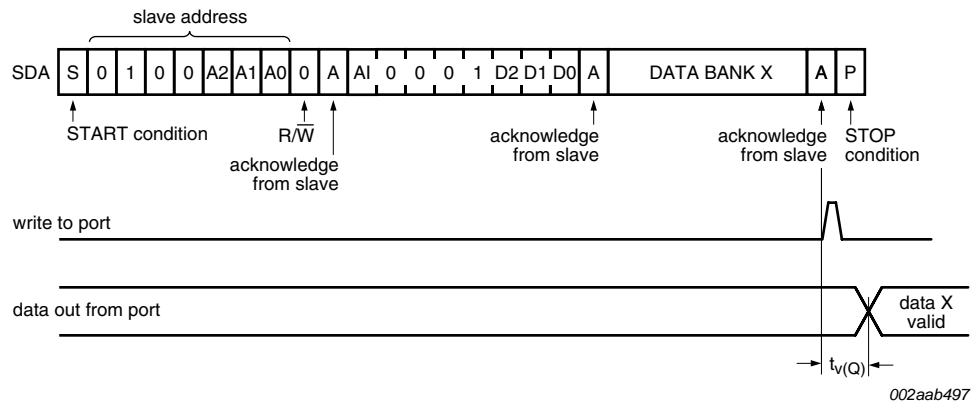 slave address
SDA S 0 1 0 0 A2 A1 A0 0 A AI 0 0 0 1 D2 D1 D0 A DATA BANK X A P
START condition
R/W̅
acknowledge
from slave
acknowledge
from slave
acknowledge
from slave
STOP
condition
write to port
data out from port
data X
valid
tv(Q)
002aab497